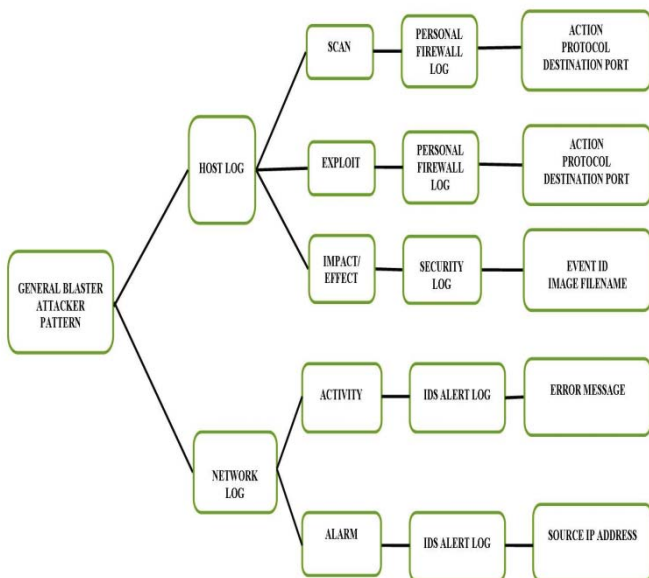 SCAN
PERSONAL
FIREWALL
LOG
ACTION
PROTOCOL
DESTINATION PORT
HOST LOG
EXPLOIT
PERSONAL
FIREWALL
LOG
ACTION
PROTOCOL
DESTINATION PORT
IMPACT/
EFFECT
SECURITY
LOG
EVENT ID
IMAGE FILENAME
GENERAL BLASTER
ATTACKER
PATTERN
ACTIVITY
IDS ALERT LOG
ERROR MESSAGE
NETWORK
LOG
ALARM
IDS ALERT LOG
SOURCE IP ADDRESS